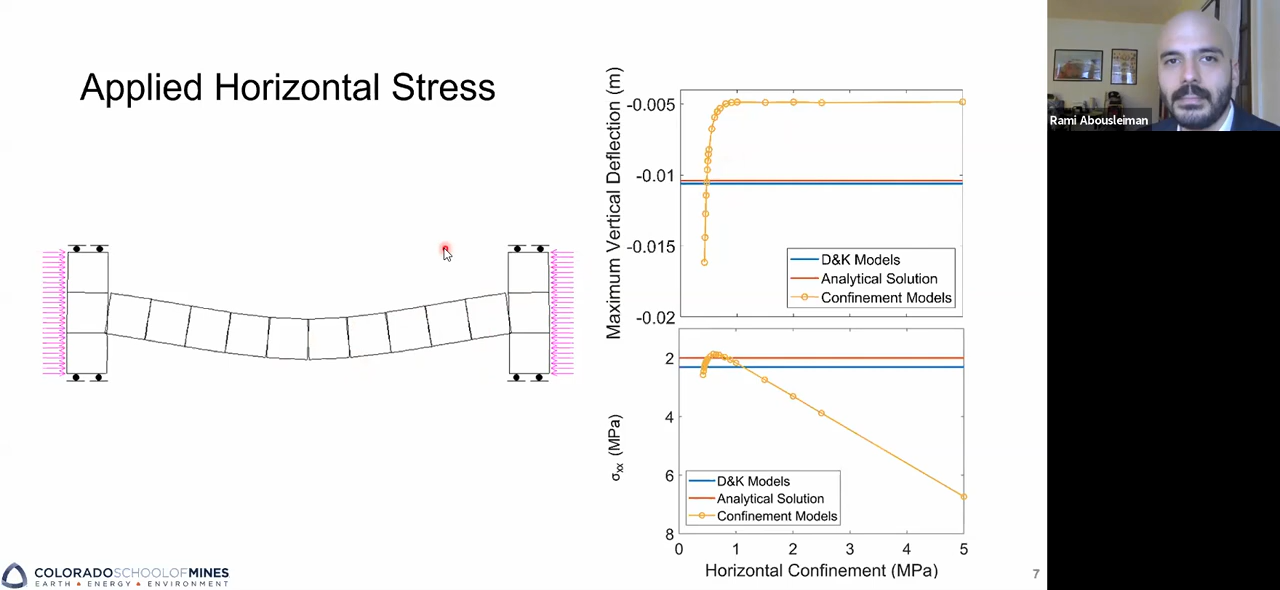 Applied Horizontal Stress
Maximum Vertical Deflection (m)
-0.005
-0.01
-0.015
-0.02
D&K Models
Analytical Solution
Confinement Models
σxx (MPa)
2
4
6
8
D&K Models
Analytical Solution
Confinement Models
0 1 2 3 4 5
Horizontal Confinement (MPa)
COLORADOSCHOOLOFMINES
EARTH • ENERGY • ENVIRONMENT
7
Rami Abousleiman